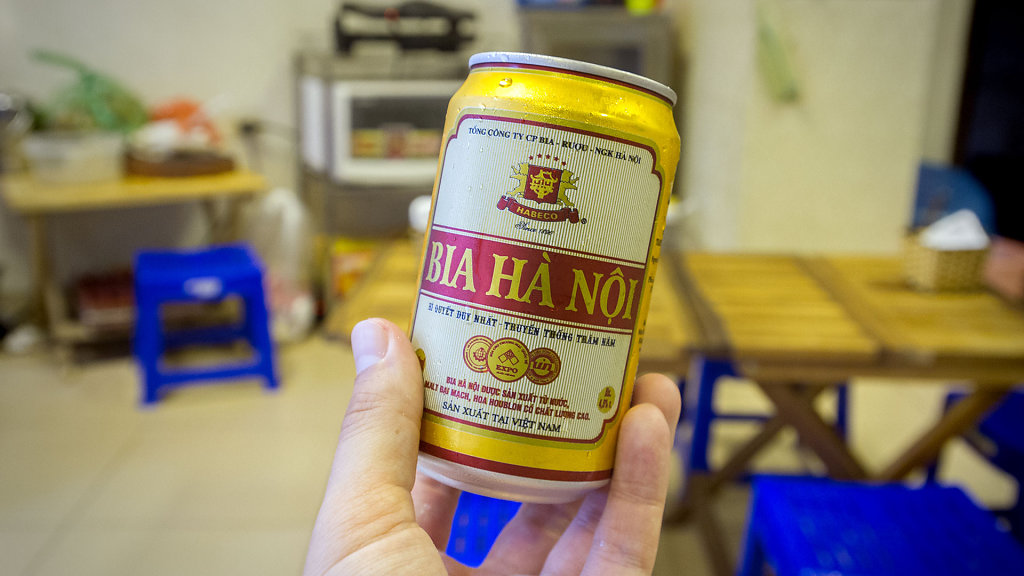 TỔNG CÔNG TY CP BIA - RƯỢU - NGK HÀ NỘI
HABECO
BIA HÀ NỘI
BÍ QUYẾT DUY NHẤT - TRUYỀN THỐNG TRĂM NĂM
EXPO
BIA HÀ NỘI ĐƯỢC SẢN XUẤT TỪ NƯỚC,
MALT ĐẠI MẠCH, HOA HOUBLON CÓ CHẤT LƯỢNG CAO.
SẢN XUẤT TẠI VIỆT NAM